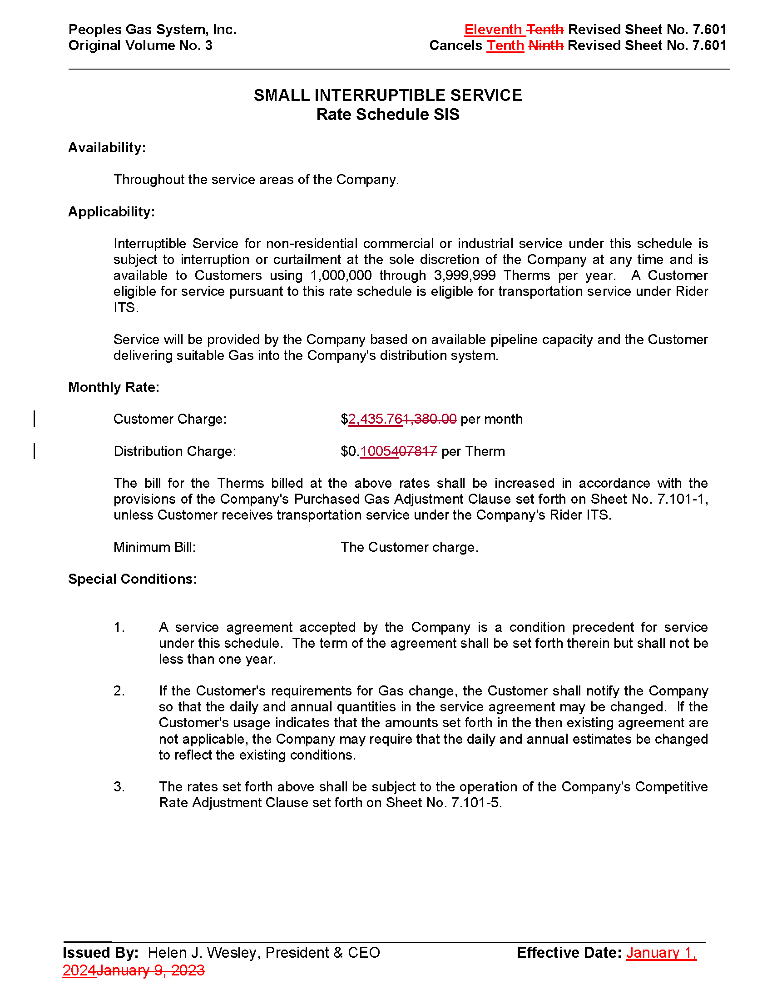 Peoples Gas System, Inc.
Original Volume No. 3
Eleventh Tenth Revised Sheet No. 7.601
Cancels Tenth Ninth Revised Sheet No. 7.601
SMALL INTERRUPTIBLE SERVICE
Rate Schedule SIS
Availability:
Throughout the service areas of the Company.
Applicability:
Interruptible Service for non-residential commercial or industrial service under this schedule is
subject to interruption or curtailment at the sole discretion of the Company at any time and is
available to Customers using 1,000,000 through 3,999,999 Therms per year.  A Customer
eligible for service pursuant to this rate schedule is eligible for transportation service under Rider
ITS.
Service will be provided by the Company based on available pipeline capacity and the Customer
delivering suitable Gas into the Company's distribution system.
Monthly Rate:
Customer Charge: $2,435.761,380.00 per month
Distribution Charge: $0.1005407817 per Therm
The bill for the Therms billed at the above rates shall be increased in accordance with the
provisions of the Company's Purchased Gas Adjustment Clause set forth on Sheet No. 7.101-1,
unless Customer receives transportation service under the Company’s Rider ITS.
Minimum Bill: The Customer charge.
Special Conditions:
1. A service agreement accepted by the Company is a condition precedent for service
under this schedule.  The term of the agreement shall be set forth therein but shall not be
less than one year.
2. If the Customer's requirements for Gas change, the Customer shall notify the Company
so that the daily and annual quantities in the service agreement may be changed.  If the
Customer's usage indicates that the amounts set forth in the then existing agreement are
not applicable, the Company may require that the daily and annual estimates be changed
to reflect the existing conditions.
3. The rates set forth above shall be subject to the operation of the Company’s Competitive
Rate Adjustment Clause set forth on Sheet No. 7.101-5.
Issued By: Helen J. Wesley, President & CEO Effective Date: January 1,
2024January 9, 2023